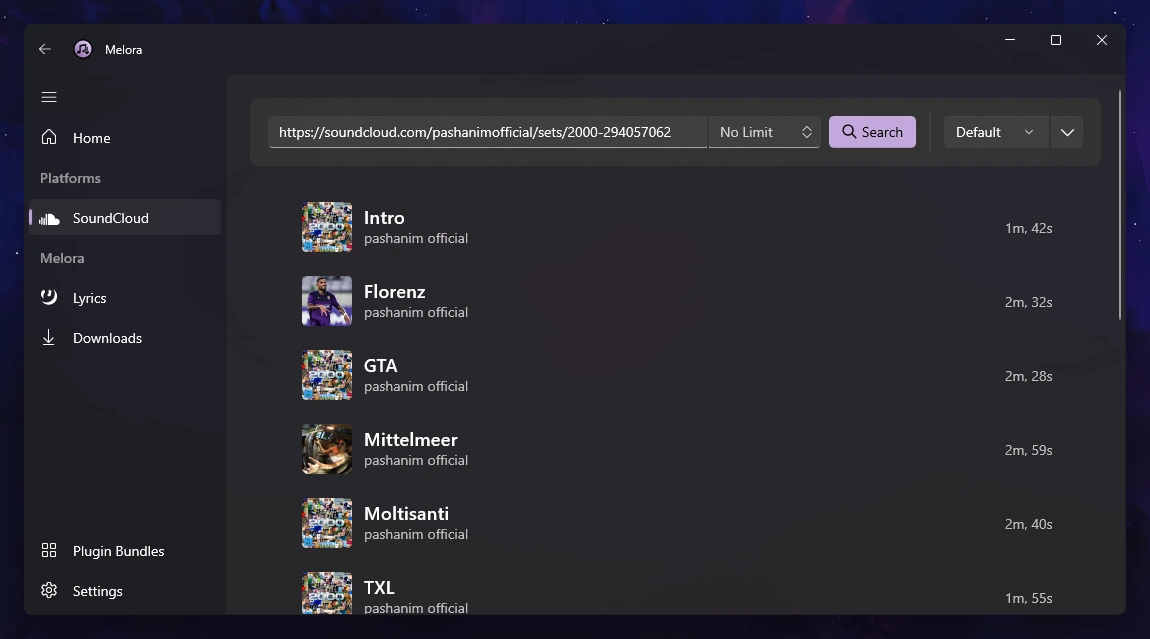 Melora
Home
Platforms
SoundCloud
Melora
Lyrics
Downloads
Plugin Bundles
Settings
https://soundcloud.com/pashanimofficial/sets/2000-294057062
No Limit
Search
Default
Intro
pashanim official
1m, 42s
Florenz
pashanim official
2m, 32s
GTA
pashanim official
2m, 28s
Mittelmeer
pashanim official
2m, 59s
Moltisanti
pashanim official
2m, 40s
TXL
pashanim official
1m, 55s